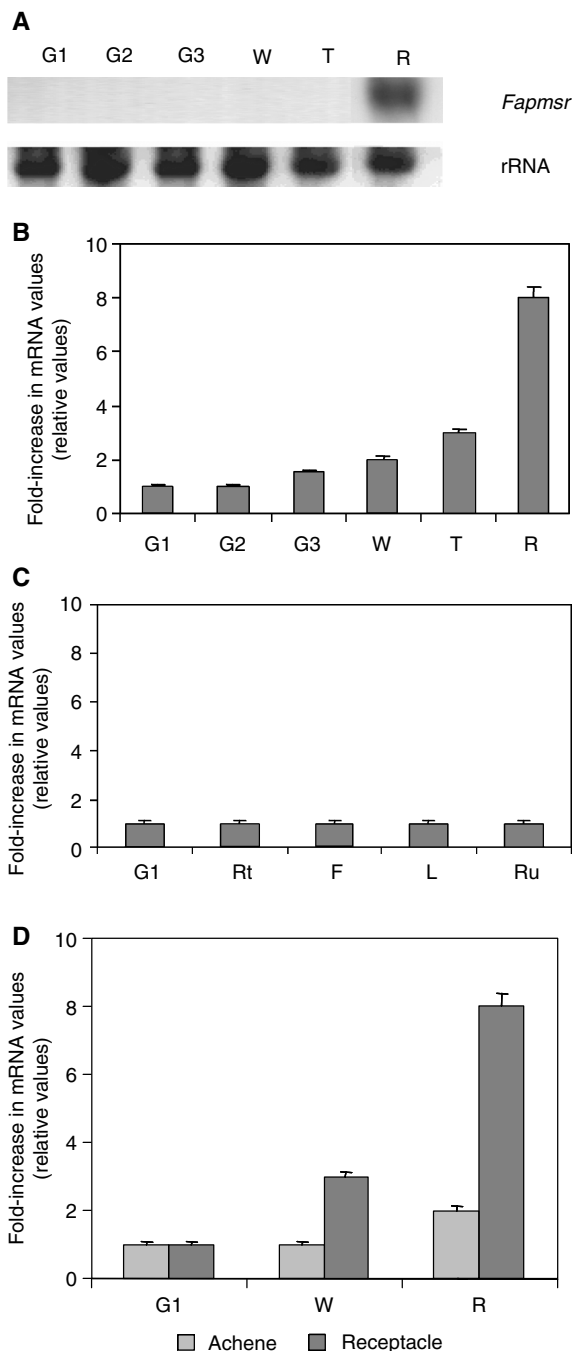 A
G1 G2 G3 W T R
Fapmsr
rRNA
B
Fold-increase in mRNA values
(relative values)
10
8
6
4
2
0
G1 G2 G3 W T R
C
Fold-increase in mRNA values
(relative values)
10
8
6
4
2
0
G1 Rt F L Ru
D
Fold-increase in mRNA values
(relative values)
10
8
6
4
2
0
G1 W R
Achene Receptacle